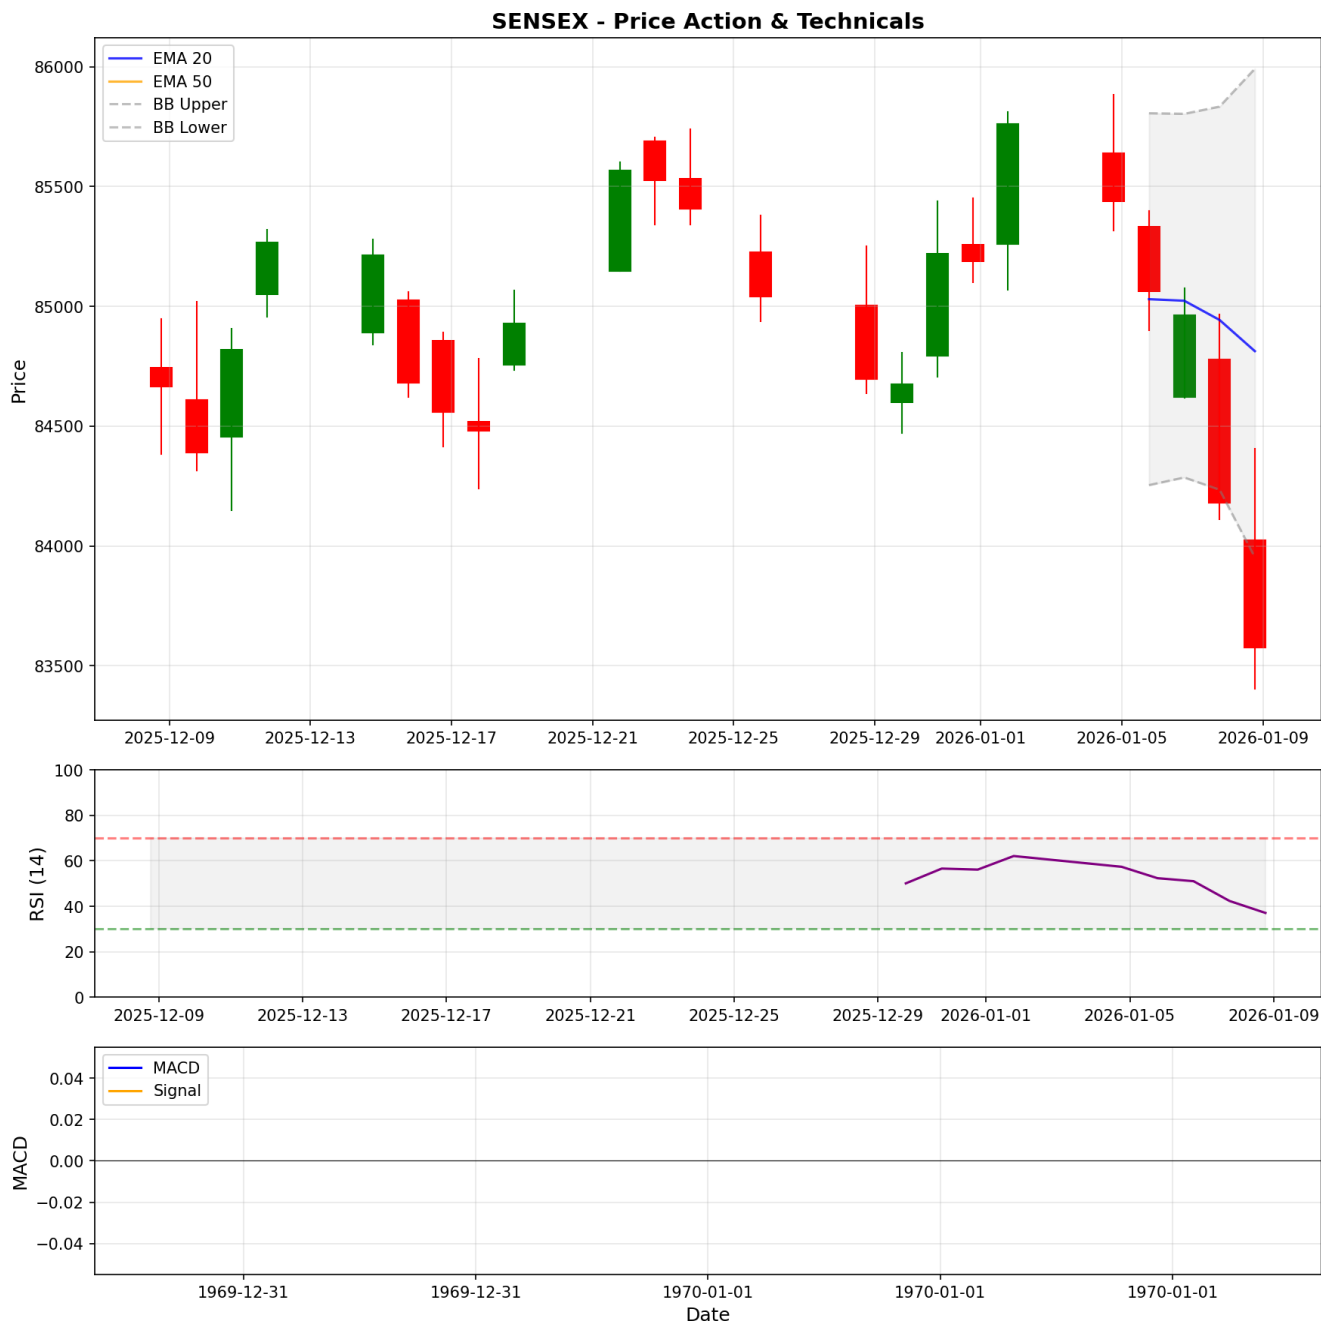 SENSEX - Price Action & Technicals
EMA 20
EMA 50
BB Upper
BB Lower
Price
86000
85500
85000
84500
84000
83500
2025-12-09 2025-12-13 2025-12-17 2025-12-21 2025-12-25 2025-12-29 2026-01-01 2026-01-05 2026-01-09
RSI (14)
100
80
60
40
20
0
2025-12-09 2025-12-13 2025-12-17 2025-12-21 2025-12-25 2025-12-29 2026-01-01 2026-01-05 2026-01-09
MACD
Signal
MACD
0.04
0.02
0.00
−0.02
−0.04
1969-12-31 1969-12-31 1970-01-01 1970-01-01 1970-01-01
Date